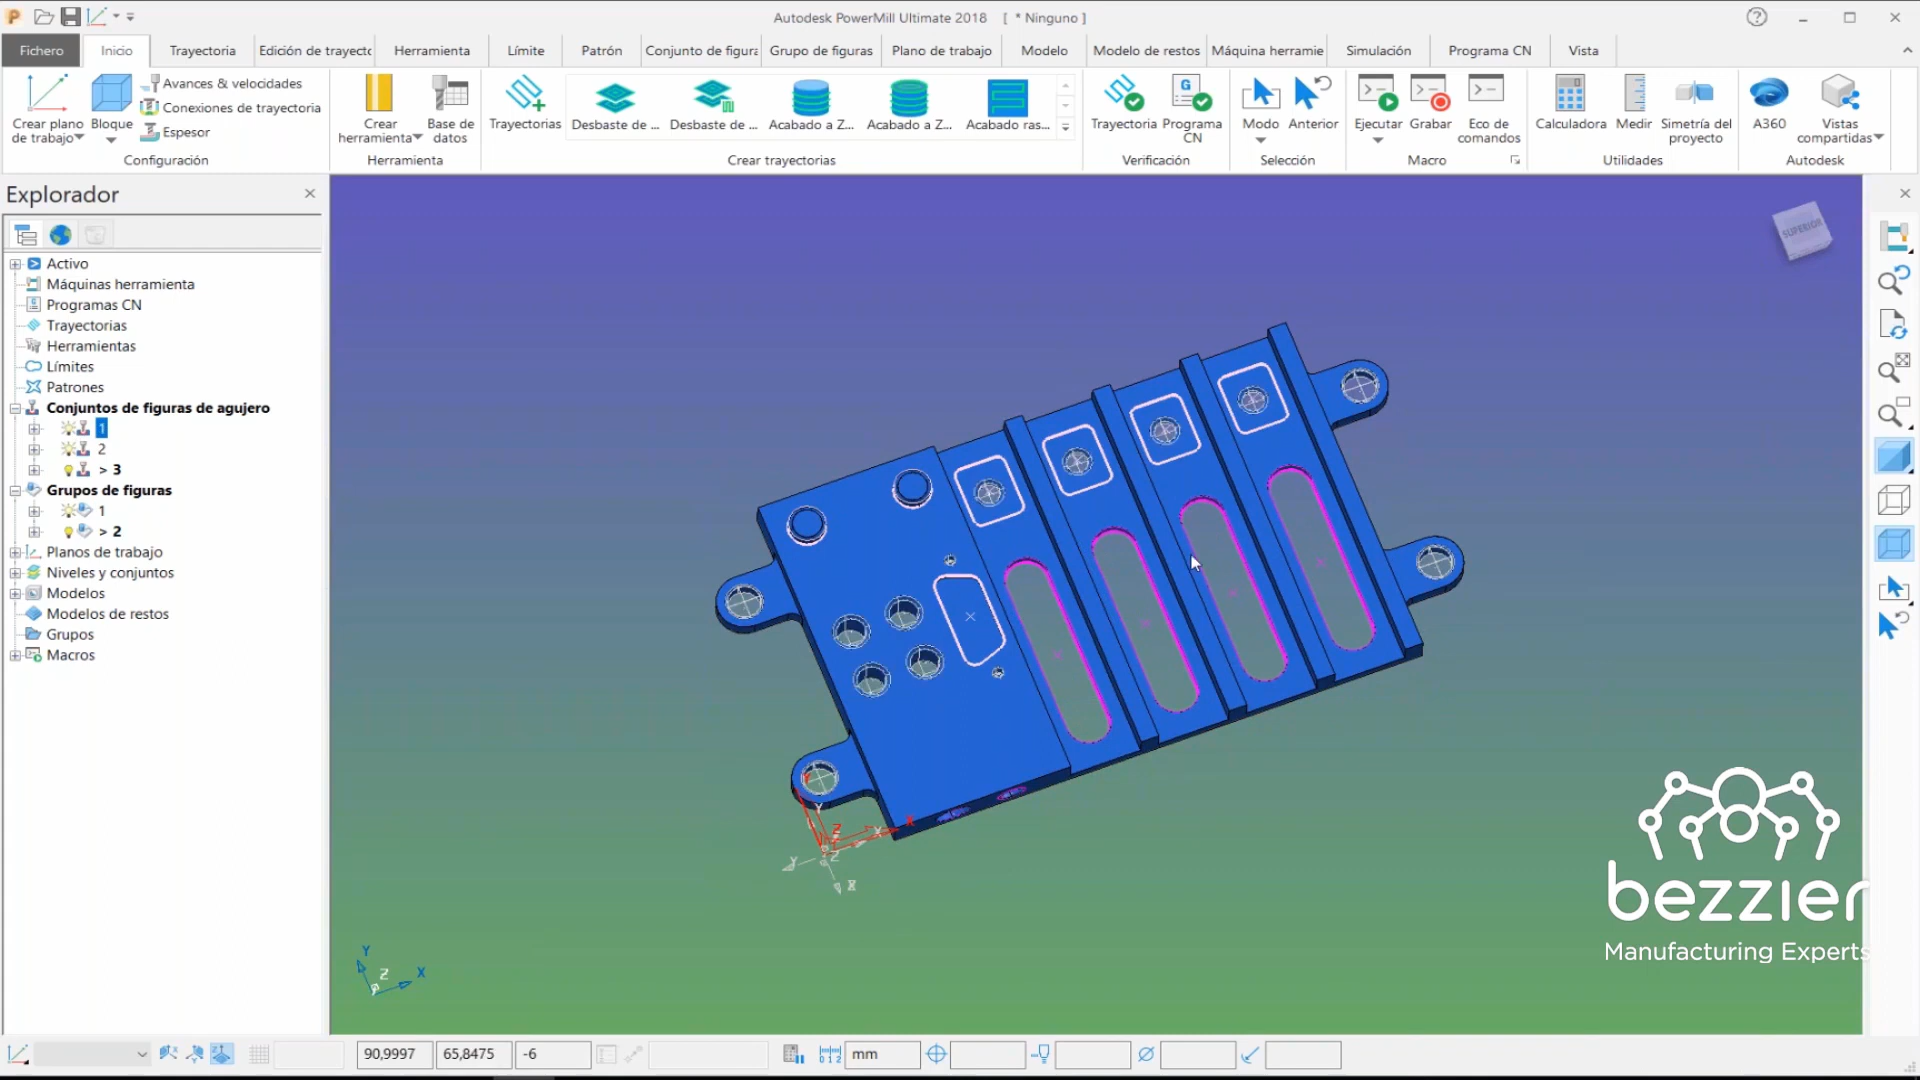 Autodesk PowerMill Ultimate 2018 [ * Ninguno ]
Fichero Inicio Trayectoria Edición de trayectc Herramienta Límite Patrón Conjunto de figura Grupo de figuras Plano de trabajo Modelo Modelo de restos Máquina herramie Simulación Programa CN Vista
Crear plano de trabajo
Bloque
Avances & velocidades
Conexiones de trayectoria
Espesor
Configuración
Crear herramienta
Base de datos
Herramienta
Trayectorias
Desbaste de ...
Desbaste de ...
Acabado a Z...
Acabado a Z...
Acabado ras...
Crear trayectorias
Trayectoria
Programa CN
Verificación
Modo
Anterior
Selección
Ejecutar
Grabar
Eco de comandos
Macro
Calculadora
Medir
Simetría del proyecto
Utilidades
A360
Vistas compartidas
Autodesk
Explorador
Activo
Máquinas herramienta
Programas CN
Trayectorias
Herramientas
Límites
Patrones
Conjuntos de figuras de agujero
1
2
> 3
Grupos de figuras
1
> 2
Planos de trabajo
Niveles y conjuntos
Modelos
Modelos de restos
Grupos
Macros
SUPERIOR
Y
Z
X
bezzier
Manufacturing Experts
90,9997 65,8475 -6 mm